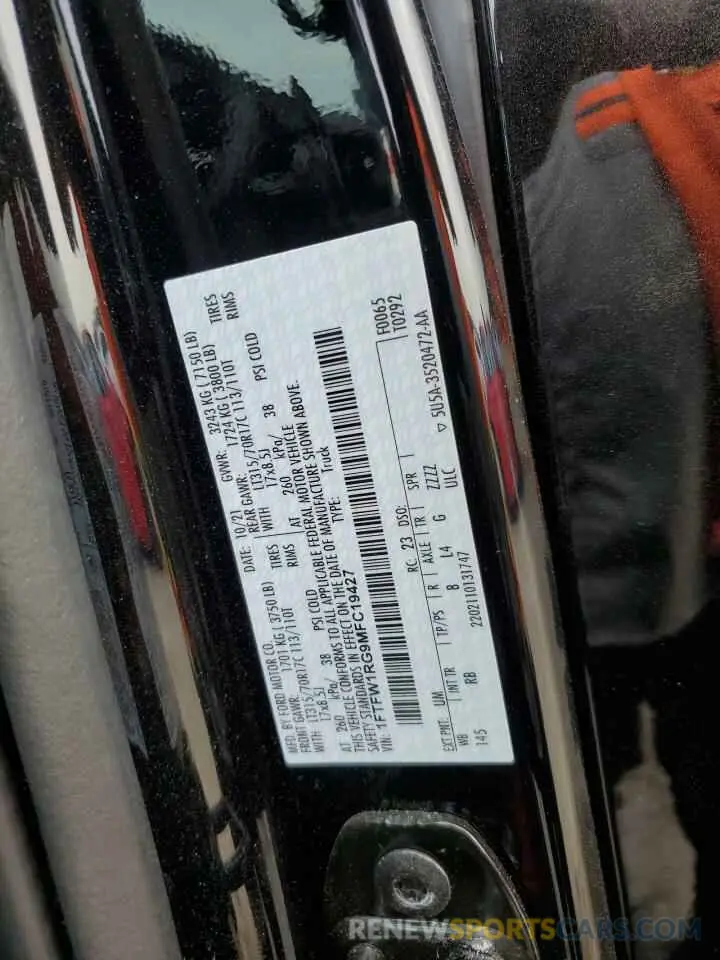 MFD. BY FORD MOTOR CO.
DATE: 10/21
GVWR: 3243 KG ( 7150 LB)
FRONT GAWR: 1701 KG ( 3750 LB)
REAR GAWR: 1724 KG ( 3800 LB)
LT315/70R17C 113/110T TIRES
LT315/70R17C 113/110T TIRES
WITH 17x8.5J RIMS
WITH 17x8.5J RIMS
AT 260 kPa/ 38 PSI COLD
AT 260 kPa/ 38 PSI COLD
THIS VEHICLE CONFORMS TO ALL APPLICABLE FEDERAL MOTOR VEHICLE
SAFETY STANDARDS IN EFFECT ON THE DATE OF MANUFACTURE SHOWN ABOVE.
VIN: 1FTFW1RG9MFC19427
TYPE: Truck
F0065
T0292
EXT PNT: UM RC: 23 DSO:
WB INT TR TP/PS R AXLE TR SPR
145 RB B L4 G ZZZZ
2202110131747 ULC
▽ 5U5A-3520472-AA
RENEWSPORTSCARS.COM